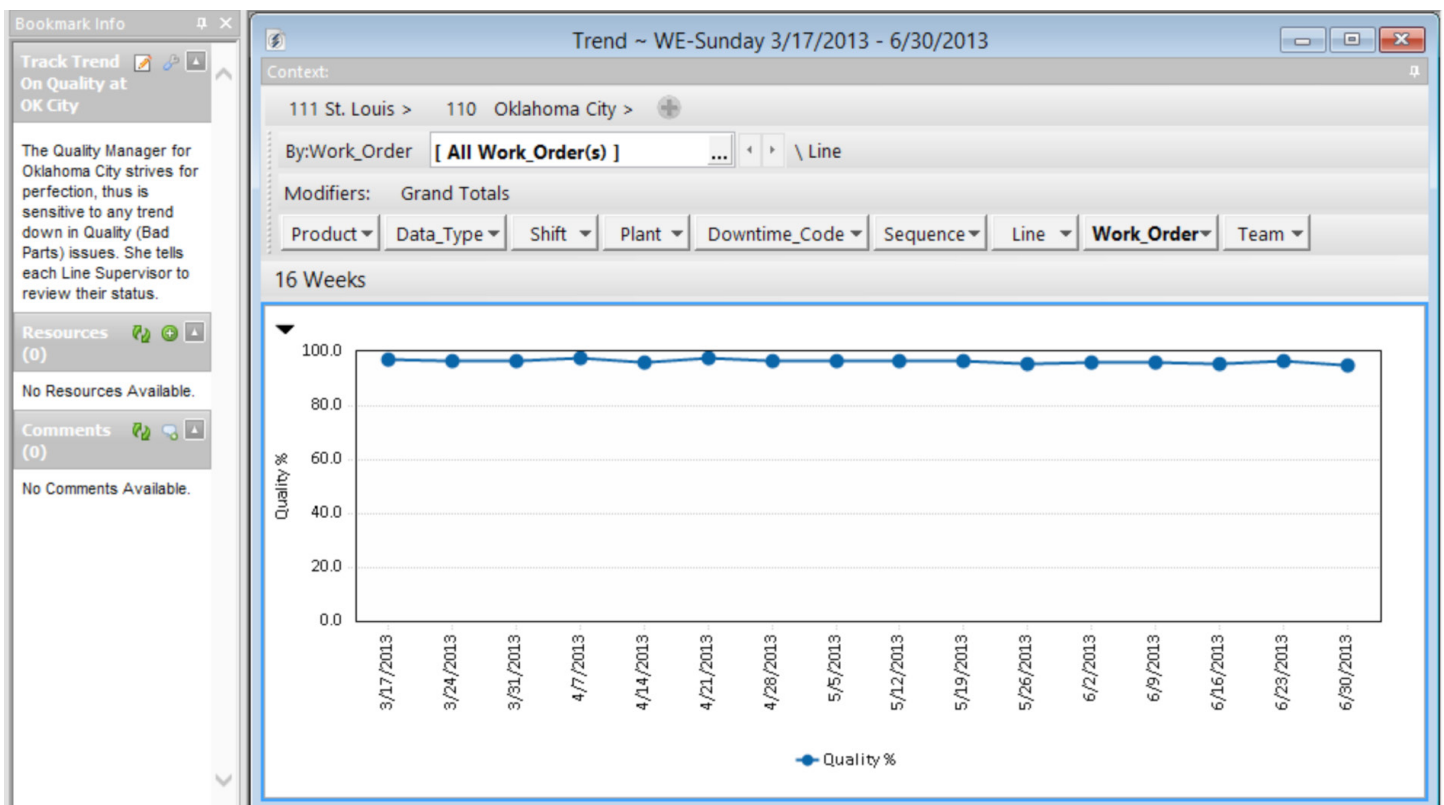 Bookmark Info
Track Trend
On Quality at
OK City
The Quality Manager for
Oklahoma City strives for
perfection, thus is
sensitive to any trend
down in Quality (Bad
Parts) issues. She tells
each Line Supervisor to
review their status.
Resources
(0)
No Resources Available.
Comments
(0)
No Comments Available.
Trend ~ WE-Sunday 3/17/2013 - 6/30/2013
Context:
111 St. Louis > 110 Oklahoma City >
By:Work_Order [ All Work_Order(s) ] ... \ Line
Modifiers: Grand Totals
Product Data_Type Shift Plant Downtime_Code Sequence Line Work_Order Team
16 Weeks
100.0
80.0
60.0
40.0
20.0
0.0
Quality %
3/17/2013
3/24/2013
3/31/2013
4/7/2013
4/14/2013
4/21/2013
4/28/2013
5/5/2013
5/12/2013
5/19/2013
5/26/2013
6/2/2013
6/9/2013
6/16/2013
6/23/2013
6/30/2013
Quality %